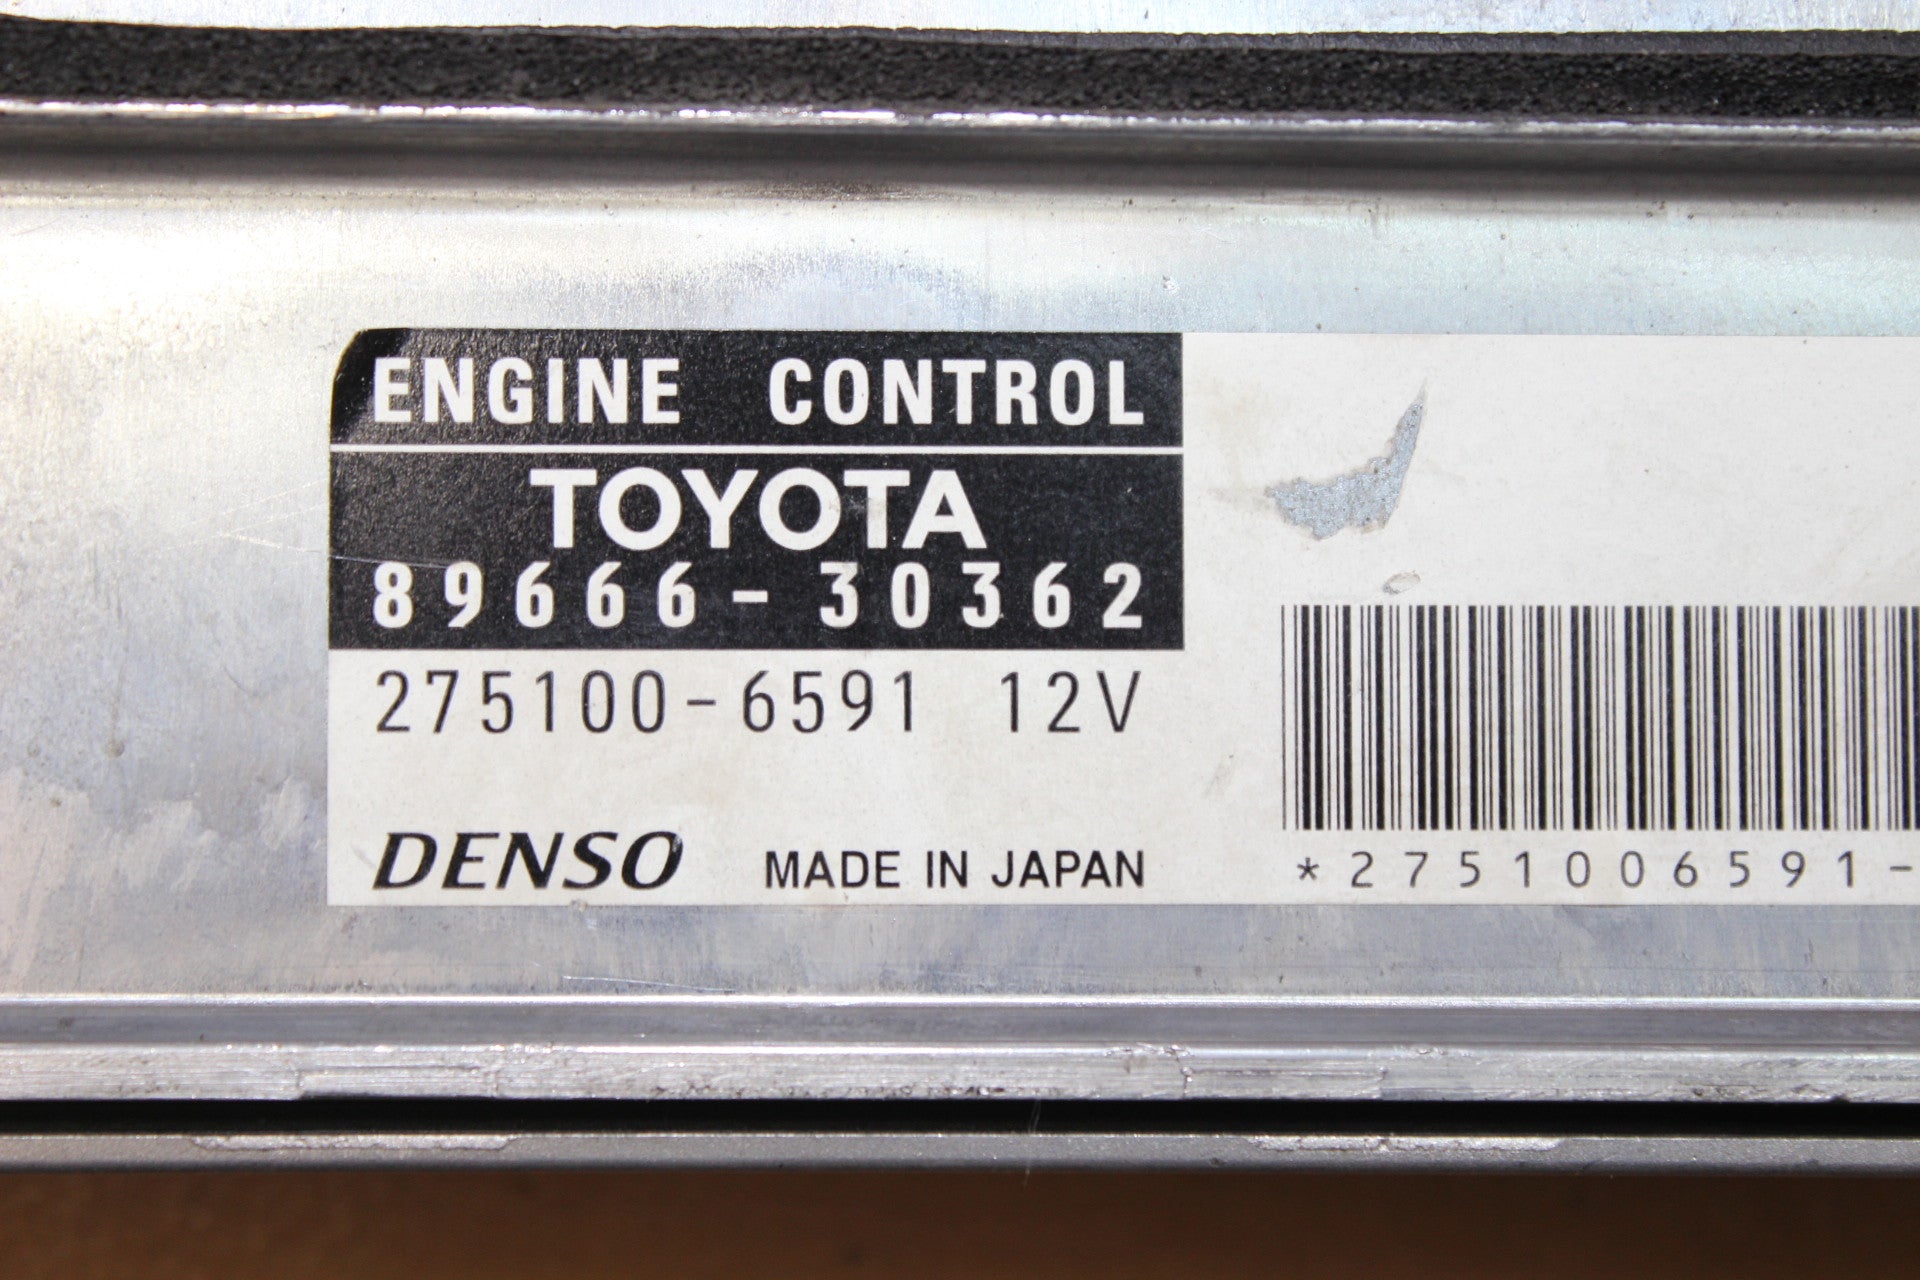 ENGINE CONTROL
TOYOTA
89666-30362
275100-6591 12V
DENSO MADE IN JAPAN
*2751006591-